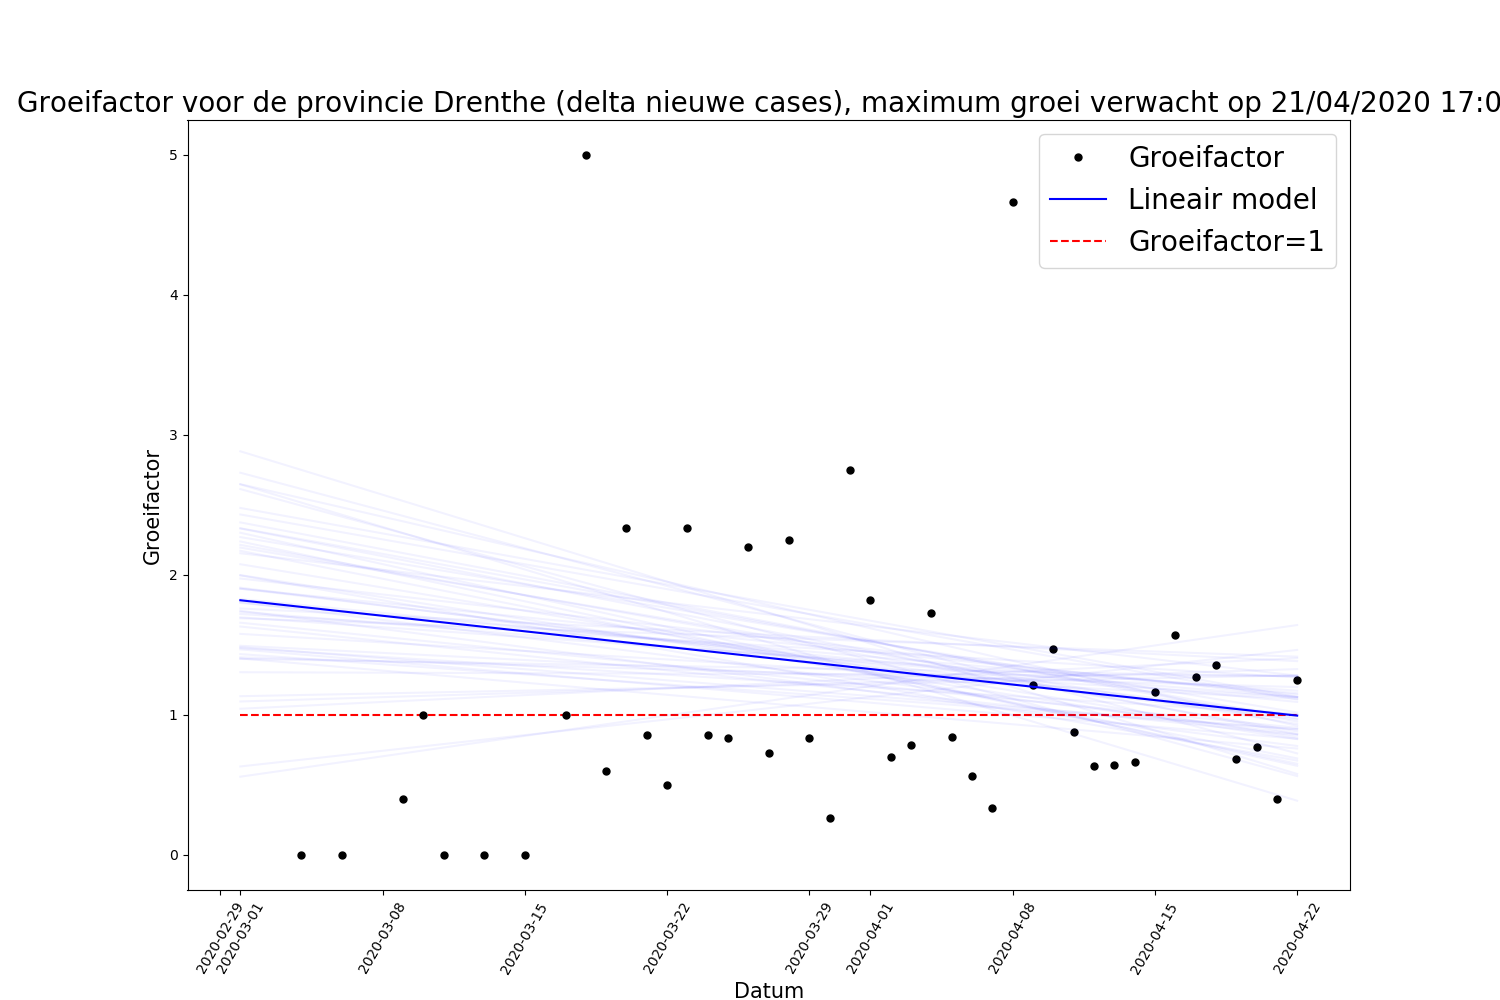 Groeifactor voor de provincie Drenthe (delta nieuwe cases), maximum groei verwacht op 21/04/2020 17:0
Groeifactor
Lineair model
Groeifactor=1
5
4
3
2
1
0
Groeifactor
2020-02-29
2020-03-01
2020-03-08
2020-03-15
2020-03-22
2020-03-29
2020-04-01
2020-04-08
2020-04-15
2020-04-22
Datum